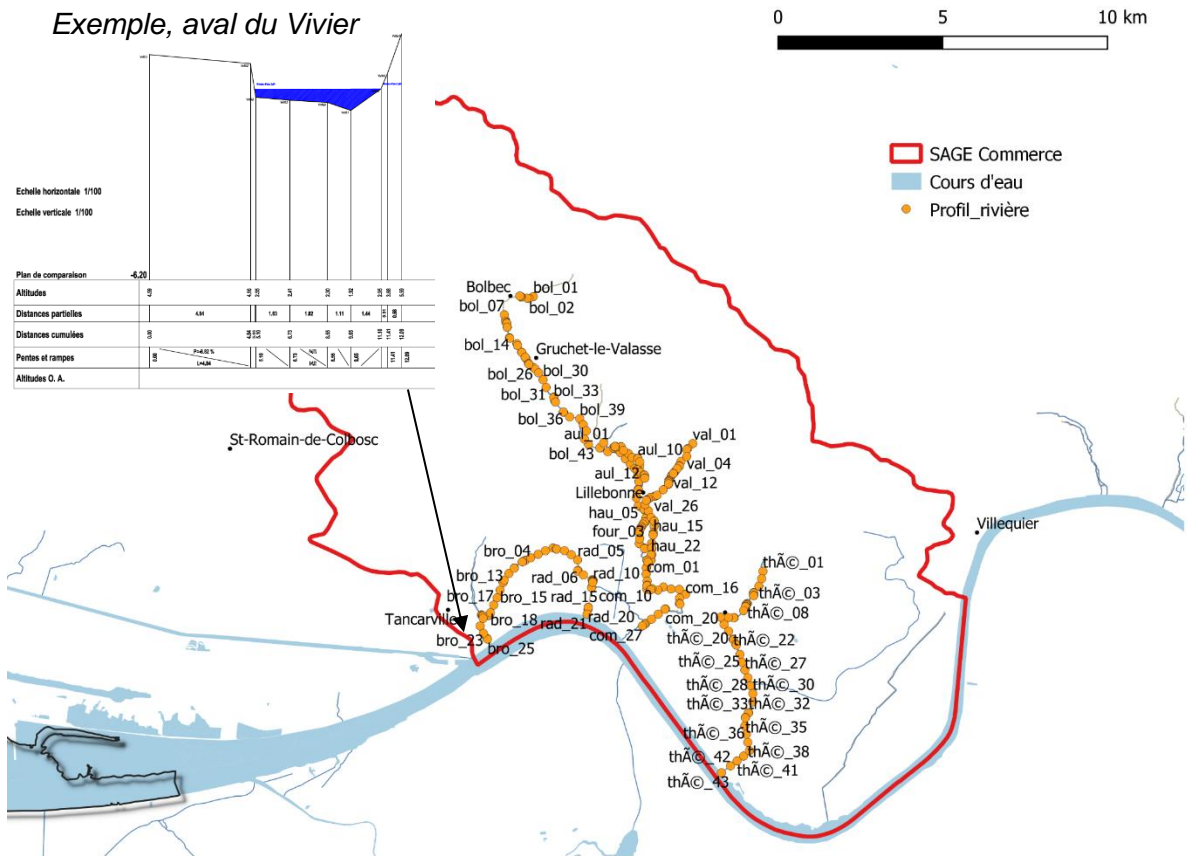 Exemple, aval du Vivier
0 5 10 km
SAGE Commerce
Cours d'eau
Profil_rivière
Echelle horizontale 1/100
Echelle verticale 1/100
Plan de comparaison -6.20
Altitudes
Distances partielles 4.84
Distances cumulées
Pentes et rampes
Altitudes O. A.
Bolbec
bol_01
bol_02
bol_07
bol_14
Gruchet-le-Valasse
bol_26
bol_30
bol_31
bol_33
bol_36
bol_39
aul_01
bol_43
aul_10
val_01
val_04
aul_12
val_12
Lillebonne
val_26
hau_05
hau_15
four_03
hau_22
com_01
St-Romain-de-Colbosc
Villequier
bro_04
rad_05
bro_13
rad_06
rad_10
com_16
bro_17
bro_15
rad_15
com_10
Tancarville
bro_18
rad_21
rad_20
com_20
com_27
bro_23
bro_25
thÃ©_01
thÃ©_03
thÃ©_08
thÃ©_20
thÃ©_22
thÃ©_25
thÃ©_27
thÃ©_28
thÃ©_30
thÃ©_33
thÃ©_32
thÃ©_35
thÃ©_36
thÃ©_38
thÃ©_42
thÃ©_41
thÃ©_43